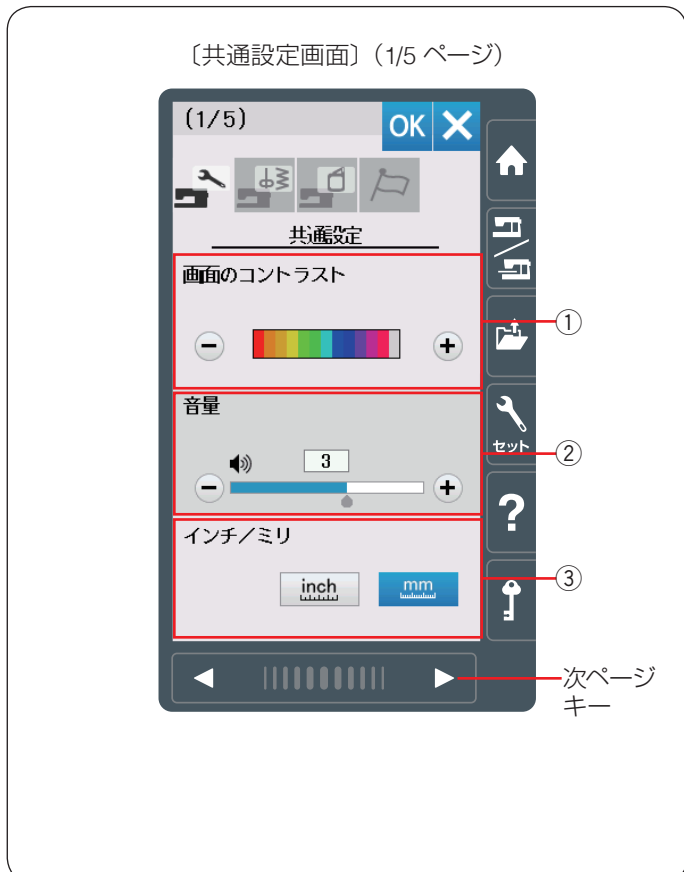 〔共通設定画面〕（1/5 ページ）
(1/5)
OK
共通設定
画面のコントラスト
①
音量
セット
②
3
?
インチ／ミリ
inch
mm
③
次ページ
キー